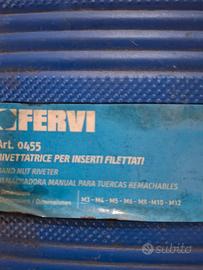 FERVI
Art. 0455
RIVETTATRICE PER INSERTI FILETTATI
HAND NUT RIVETER
REMACHADORA MANUAL PARA TUERCAS REMACHABLES
Dimensionen
M3 - M4 - M5 - M6 - M8 - M10 - M12
subito